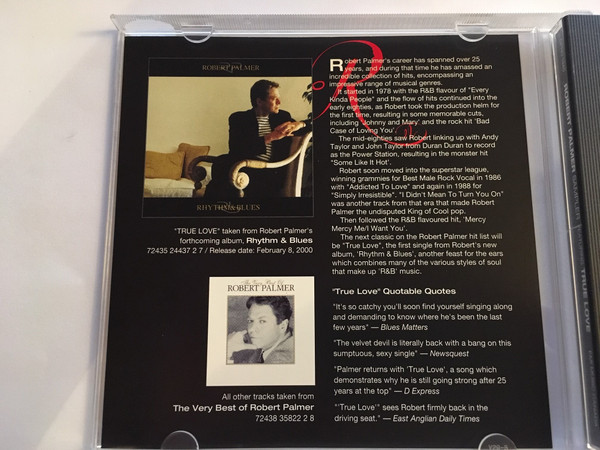 ROBERT PALMER
RHYTHM & BLUES
"TRUE LOVE" taken from Robert Palmer's
forthcoming album, Rhythm & Blues
72435 24437 2 7 / Release date: February 8, 2000
The Very Best Of
ROBERT PALMER
All other tracks taken from
The Very Best of Robert Palmer
72438 35822 2 8
Robert Palmer's career has spanned over 25
years, and during that time he has amassed an
incredible collection of hits, encompassing an
impressive range of musical genres.
It started in 1978 with the R&B flavour of "Every
Kinda People" and the flow of hits continued into the
early eighties, as Robert took the production helm for
the first time, resulting in some memorable cuts,
including 'Johnny and Mary' and the rock hit 'Bad
Case of Loving You'.
The mid-eighties saw Robert linking up with Andy
Taylor and John Taylor from Duran Duran to record
as the Power Station, resulting in the monster hit
"Some Like It Hot'.
Robert soon moved into the superstar league,
winning grammies for Best Male Rock Vocal in 1986
with "Addicted To Love" and again in 1988 for
"Simply Irresistible". "I Didn't Mean To Turn You On"
was another track from that era that made Robert
Palmer the undisputed King of Cool pop.
Then followed the R&B flavoured hit, 'Mercy
Mercy Me/I Want You'.
The next classic on the Robert Palmer hit list will
be "True Love", the first single from Robert's new
album, 'Rhythm & Blues', another feast for the ears
which combines many of the various styles of soul
that make up 'R&B' music.
"True Love" Quotable Quotes
"It's so catchy you'll soon find yourself singing along
and demanding to know where he's been the last
few years" — Blues Matters
"The velvet devil is literally back with a bang on this
sumptuous, sexy single" — Newsquest
"Palmer returns with 'True Love', a song which
demonstrates why he is still going strong after 25
years at the top" — D Express
"'True Love'" sees Robert firmly back in the
driving seat." — East Anglian Daily Times
ROBERT PALMER SAMPLER
TRUE LOVE